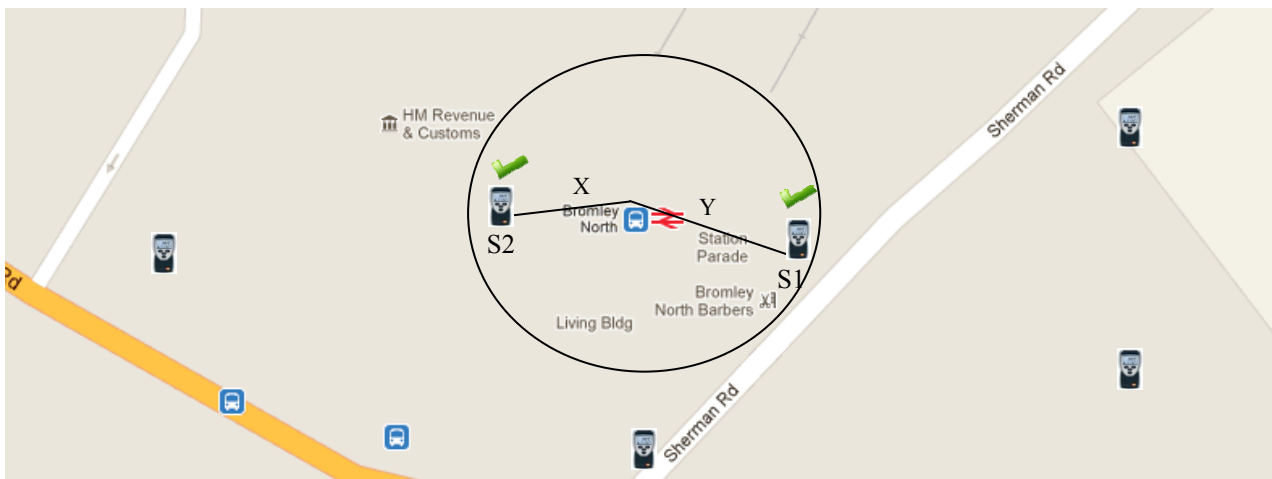 HM Revenue
& Customs
Sherman Rd
X
Y
Bromley
North
S2
Station
Parade
S1
Rd
Bromley
North Barbers
Living Bldg
Sherman Rd